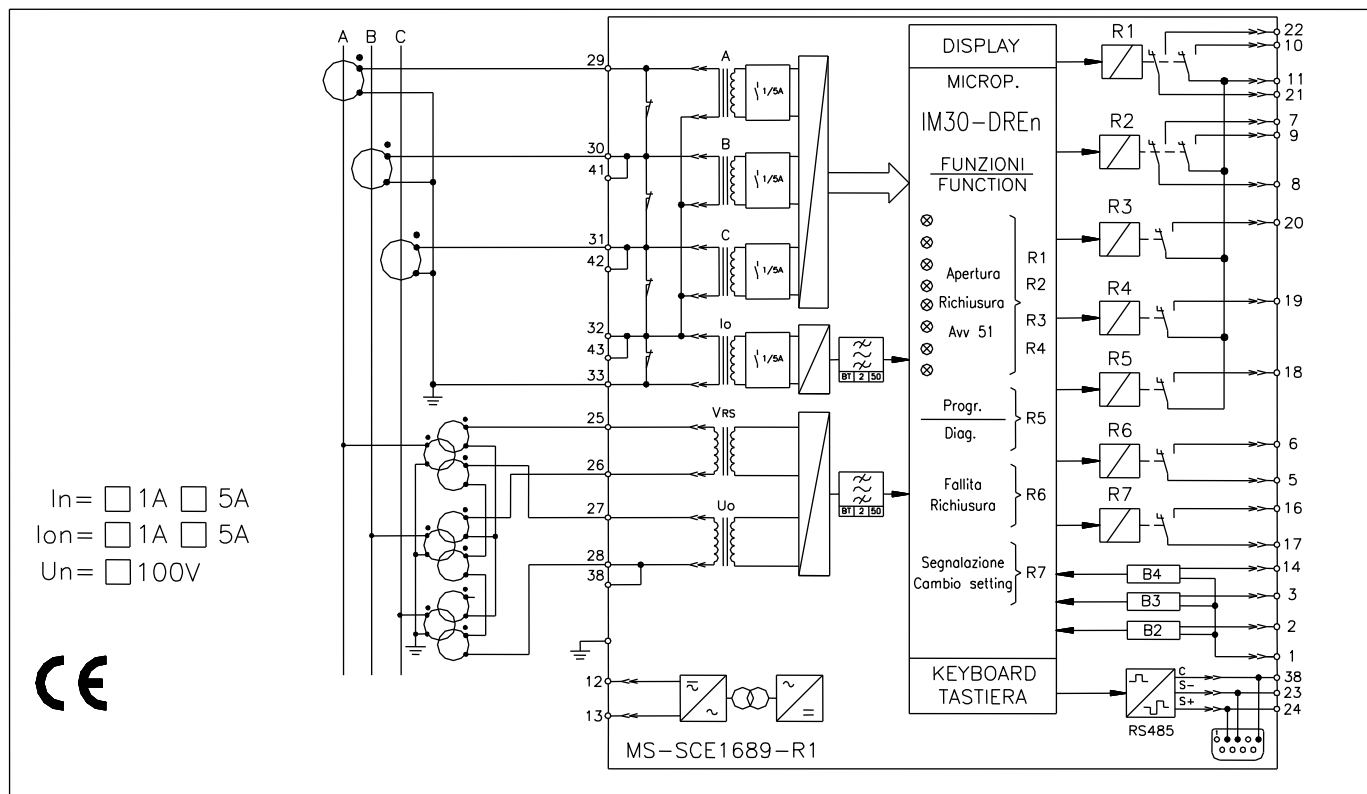 A B C
In= 1A 5A
Ion= 1A 5A
Un= 100V
CE
29
30
41
31
42
32
43
33
25
26
27
28
38
12
13
A
1/5A
B
1/5A
C
1/5A
Io
1/5A
BT 2 50
VRS
Uo
BT 2 50
MS-SCE1689-R1
DISPLAY
MICROP.
IM30-DREn
FUNZIONI
FUNCTION
Apertura
Richiusura
Avv 51
R1
R2
R3
R4
Progr.
Diag.
R5
Fallita
Richiusura
R6
Segnalazione
Cambio setting
R7
KEYBOARD
TASTIERA
R1
R2
R3
R4
R5
R6
R7
B4
B3
B2
C
S-
S+
RS485
1
22
10
11
21
7
9
8
20
19
18
6
5
16
17
14
3
2
1
38
23
24